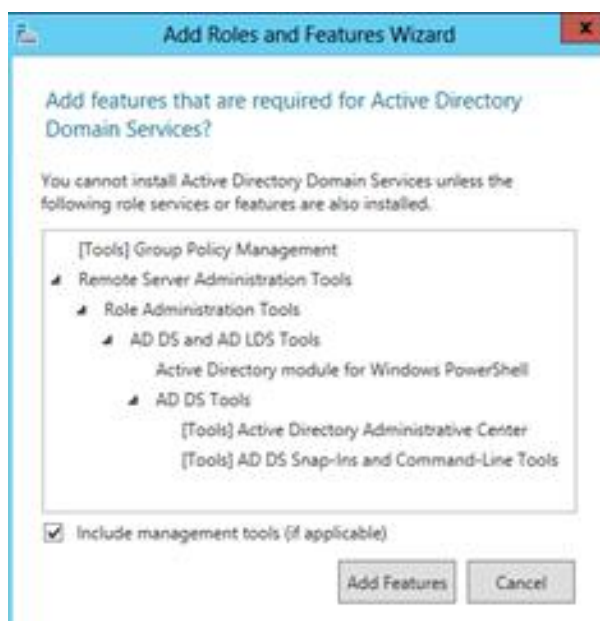 Add Roles and Features Wizard
x
Add features that are required for Active Directory
Domain Services?
You cannot install Active Directory Domain Services unless the
following role services or features are also installed.
[Tools] Group Policy Management
Remote Server Administration Tools
Role Administration Tools
AD DS and AD LDS Tools
Active Directory module for Windows PowerShell
AD DS Tools
[Tools] Active Directory Administrative Center
[Tools] AD DS Snap-Ins and Command-Line Tools
Include management tools (if applicable)
Add Features
Cancel